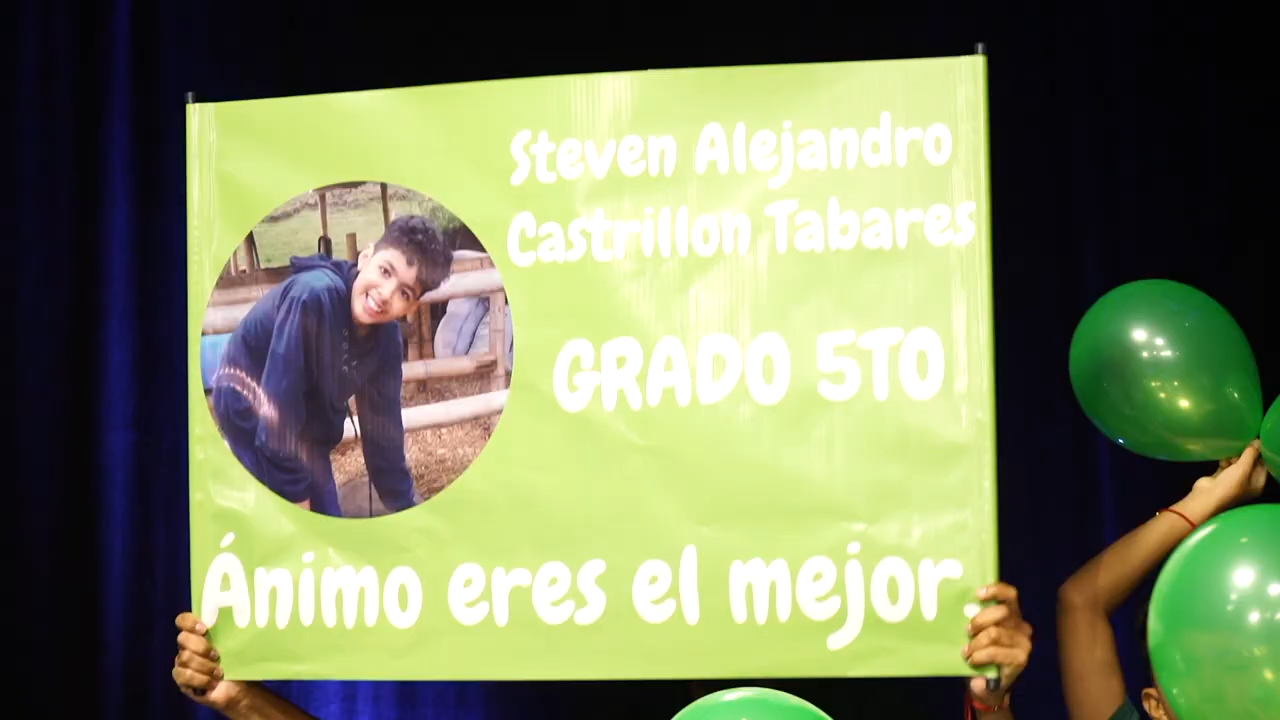 Steven Alejandro
Castrillon Tabares
GRADO 5TO
Ánimo eres el mejor.